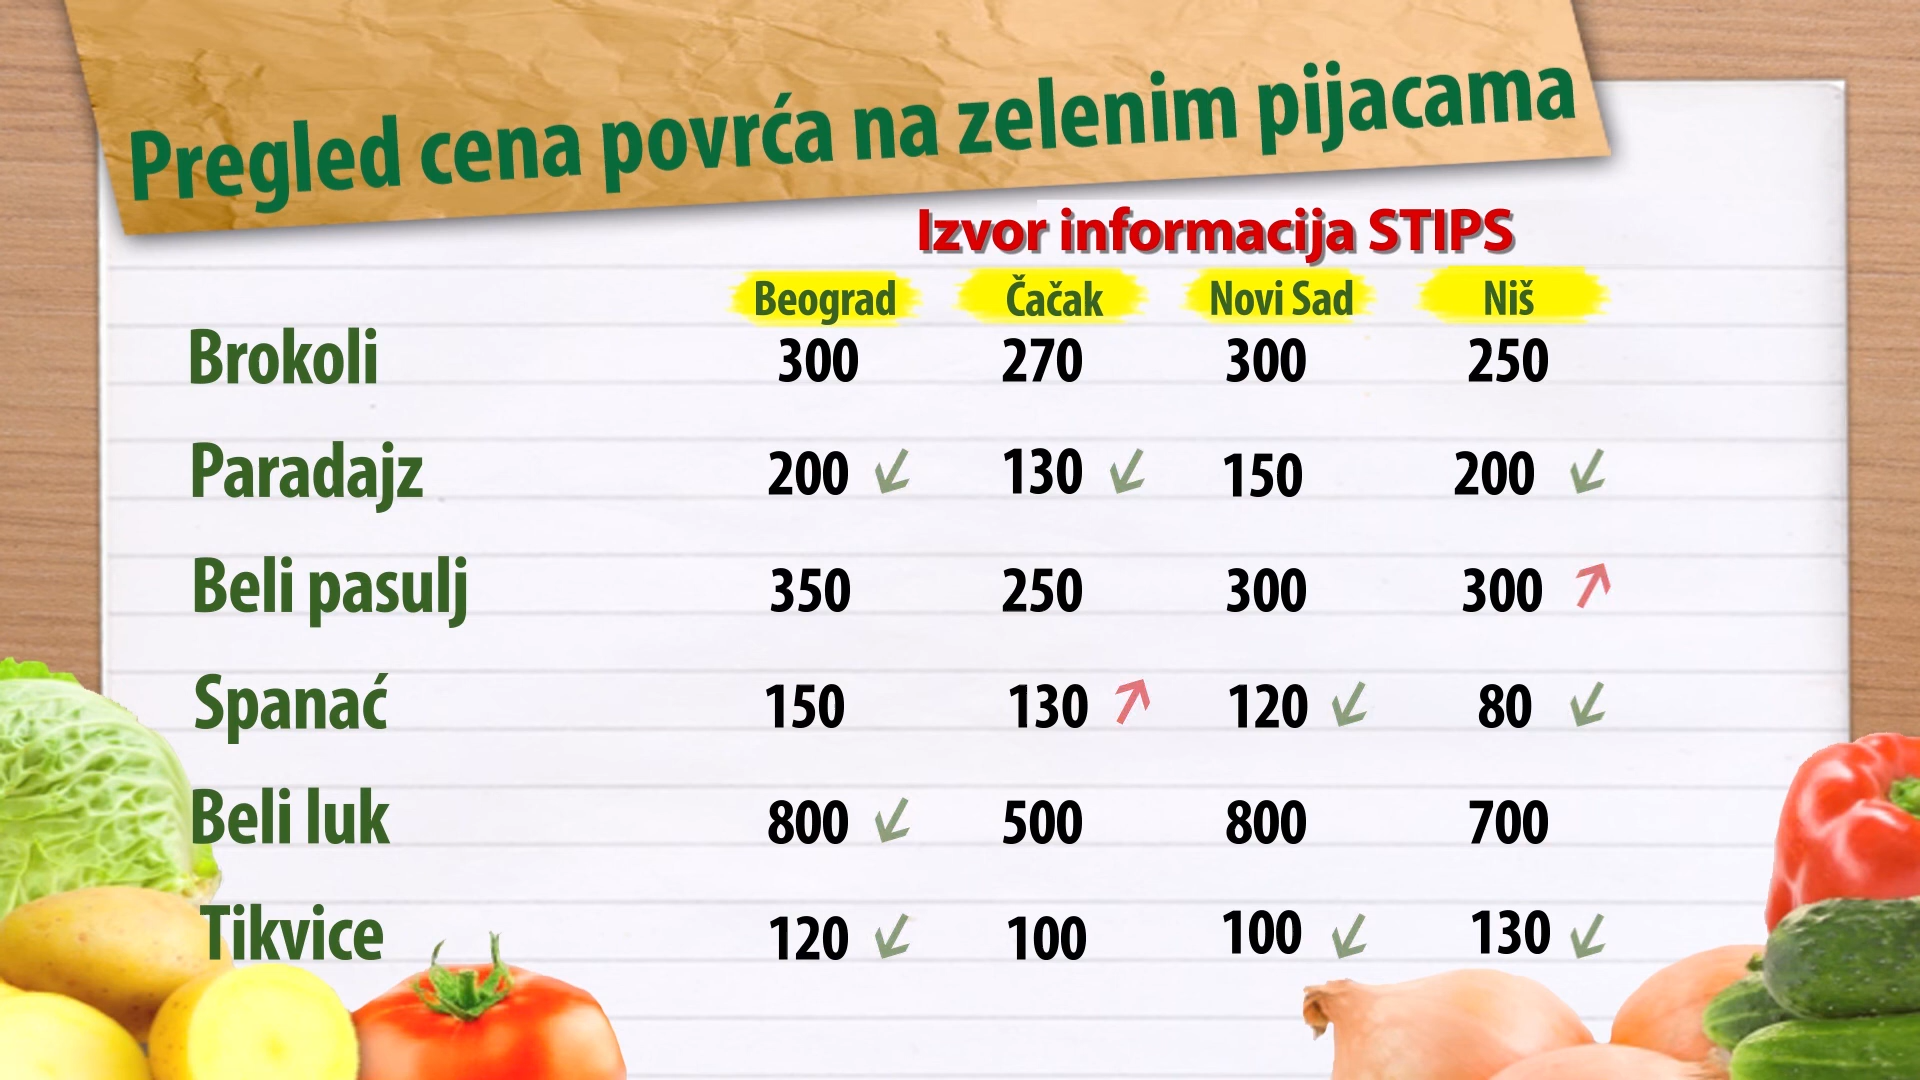 Pregled cena povrća na zelenim pijacama
Izvor informacija STIPS
Beograd Čačak Novi Sad Niš
Brokoli 300 270 300 250
Paradajz 200 130 150 200
Beli pasulj 350 250 300 300
Spanać 150 130 120 80
Beli luk 800 500 800 700
Tikvice 120 100 100 130